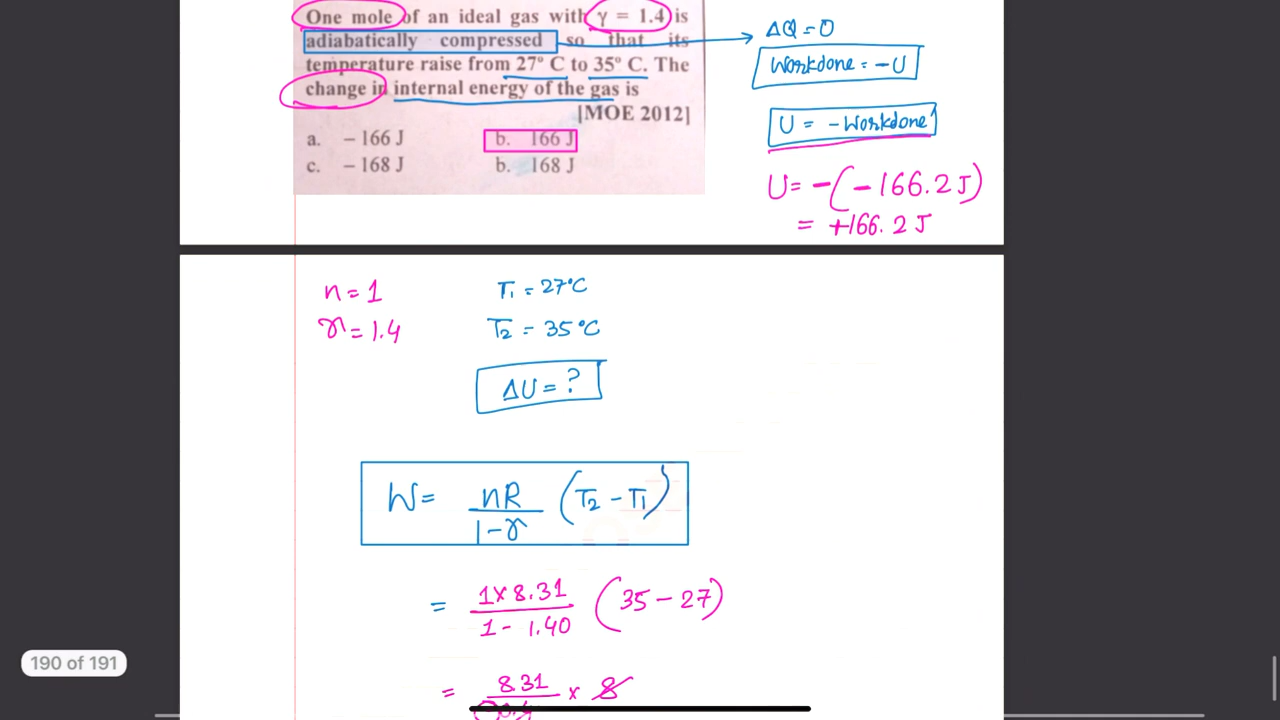 One mole of an ideal gas with γ = 1.4 is
adiabatically compressed so that its
temperature raise from 27° C to 35° C. The
change in internal energy of the gas is
[MOE 2012]
a. – 166 J b. 166 J
c. – 168 J b. 168 J
ΔQ = 0
Workdone = -U
U = - Workdone
U = - (-166.2 J)
= +166.2 J
n = 1 T1 = 27°C
γ = 1.4 T2 = 35°C
ΔU = ?
W = nR/1-γ (T2 - T1)
= 1 × 8.31/1 - 1.40 (35 - 27)
190 of 191
= 831 × 8